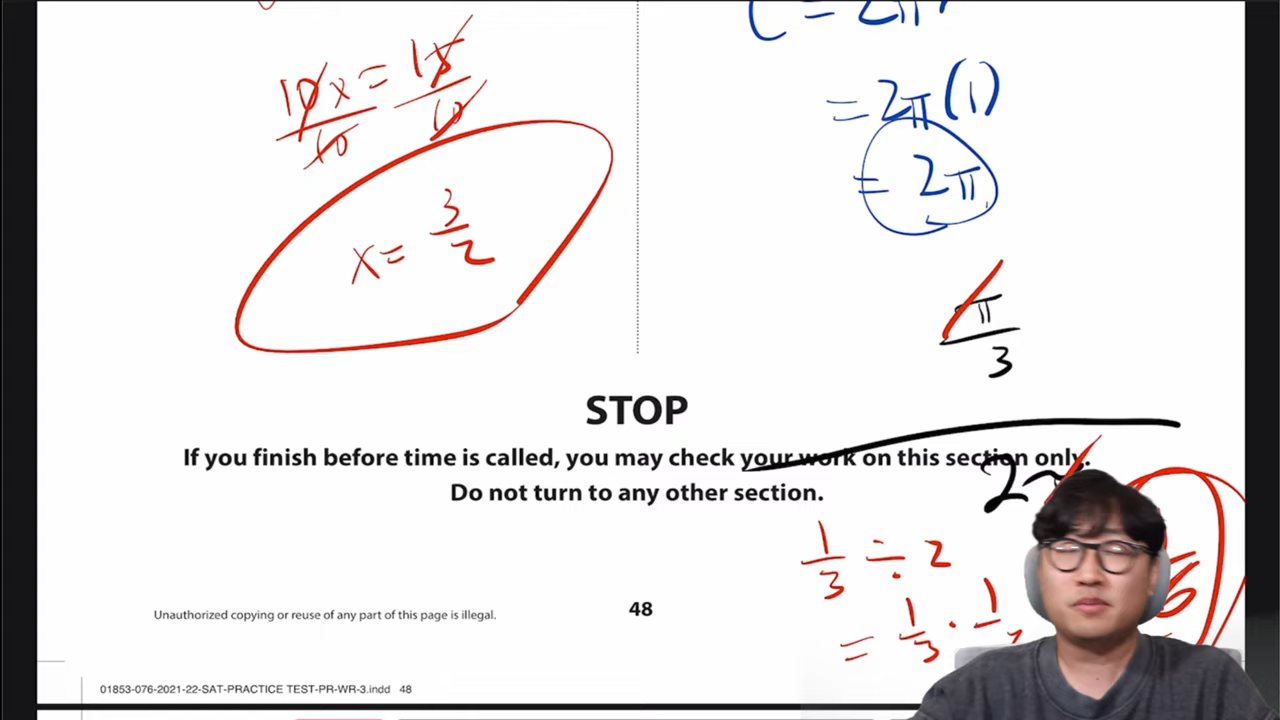 10x = 15
10 10
x = 3
2
C = 2π
= 2π (1)
= 2π
π
3
STOP
If you finish before time is called, you may check your work on this section only.
Do not turn to any other section.
2
1 ÷ 2
3
= 1 · 1
3
6
Unauthorized copying or reuse of any part of this page is illegal.
48
01853-076-2021-22-SAT-PRACTICE TEST-PR-WR-3.indd 48